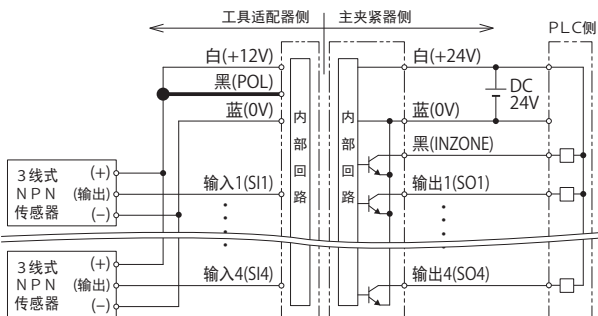 工具适配器侧 主夹紧器侧
PLC侧
白(+12V) 白(+24V)
黑(POL)
DC
24V
蓝(0V) 蓝(0V)
内部回路 内部回路
黑(INZONE)
3线式
NPN
传感器
(+)
(输出)
(−)
输入1(SI1) 输出1(SO1)
3线式
NPN
传感器
(+)
(输出)
(−)
输入4(SI4) 输出4(SO4)